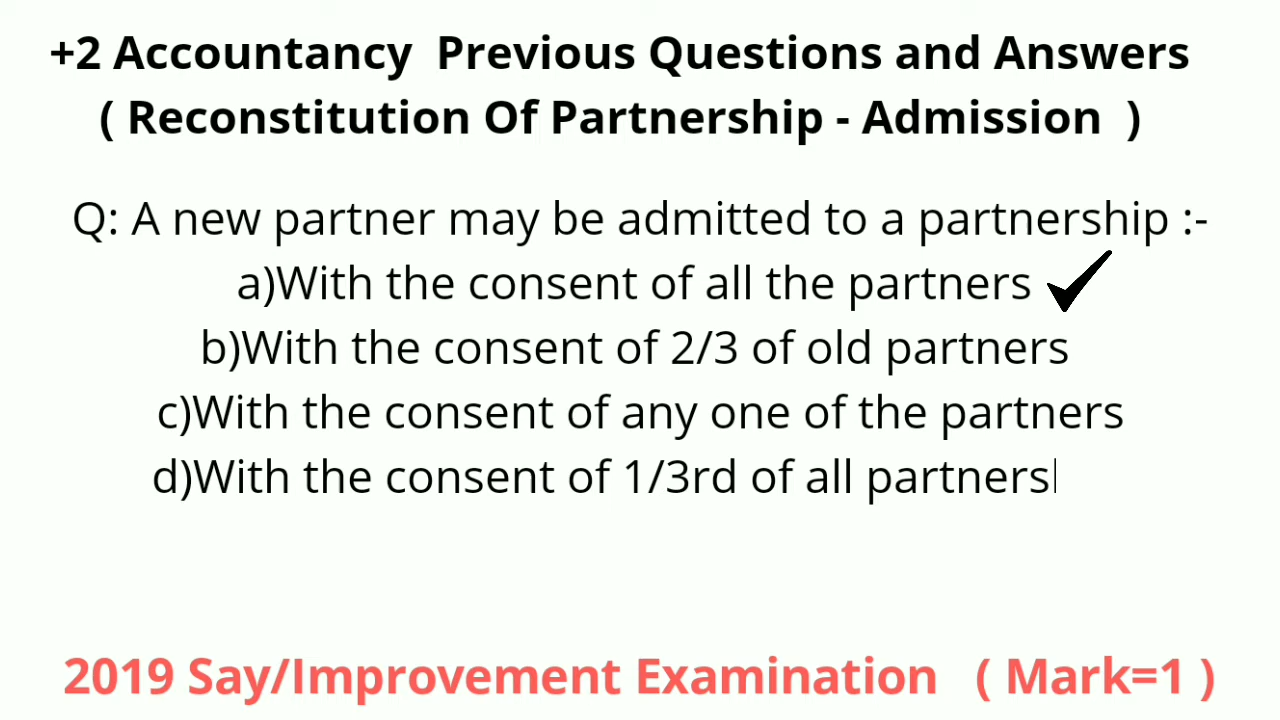 +2 Accountancy Previous Questions and Answers
( Reconstitution Of Partnership - Admission )
Q: A new partner may be admitted to a partnership :-
a)With the consent of all the partners
b)With the consent of 2/3 of old partners
c)With the consent of any one of the partners
d)With the consent of 1/3rd of all partners
2019 Say/Improvement Examination ( Mark=1 )